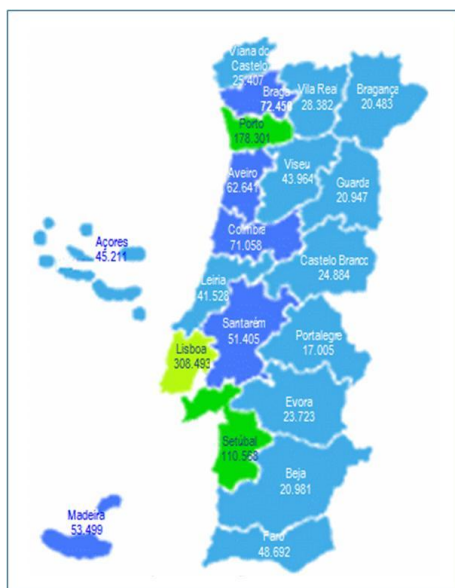 Viana do
Castelo
25.407
Braga
72.458
Vila Rea
28.382
Bragança
20.483
Porto
178.301
Aveiro
62.641
Viseu
43.964
Guarda
20.947
Coimbra
71.058
Castelo Branco
24.884
Açores
45.211
Leiria
41.528
Santarém
51.405
Lisboa
308.493
Portalegre
17.005
Evora
23.723
Setúbal
110.568
Beja
20.981
Madeira
53.499
Faro
48.692